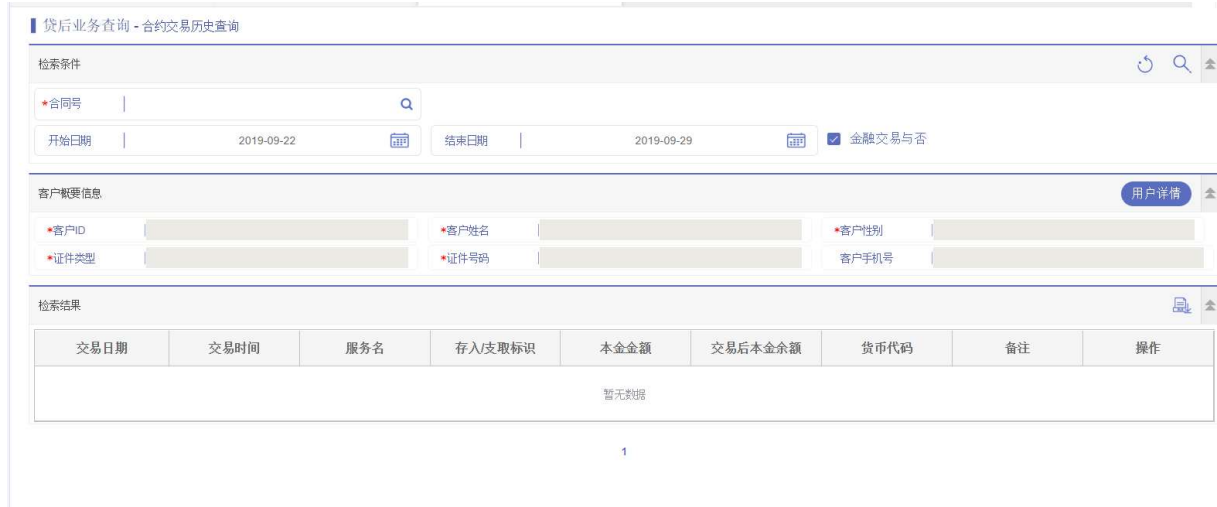 贷后业务查询 - 合约交易历史查询
检索条件
*合同号
开始日期 2019-09-22 结束日期 2019-09-29 金融交易与否
客户概要信息 用户详情
*客户ID *客户姓名 *客户性别
*证件类型 *证件号码 客户手机号
检索结果
交易日期 交易时间 服务名 存入/支取标识 本金金额 交易后本金余额 货币代码 备注 操作
暂无数据
1